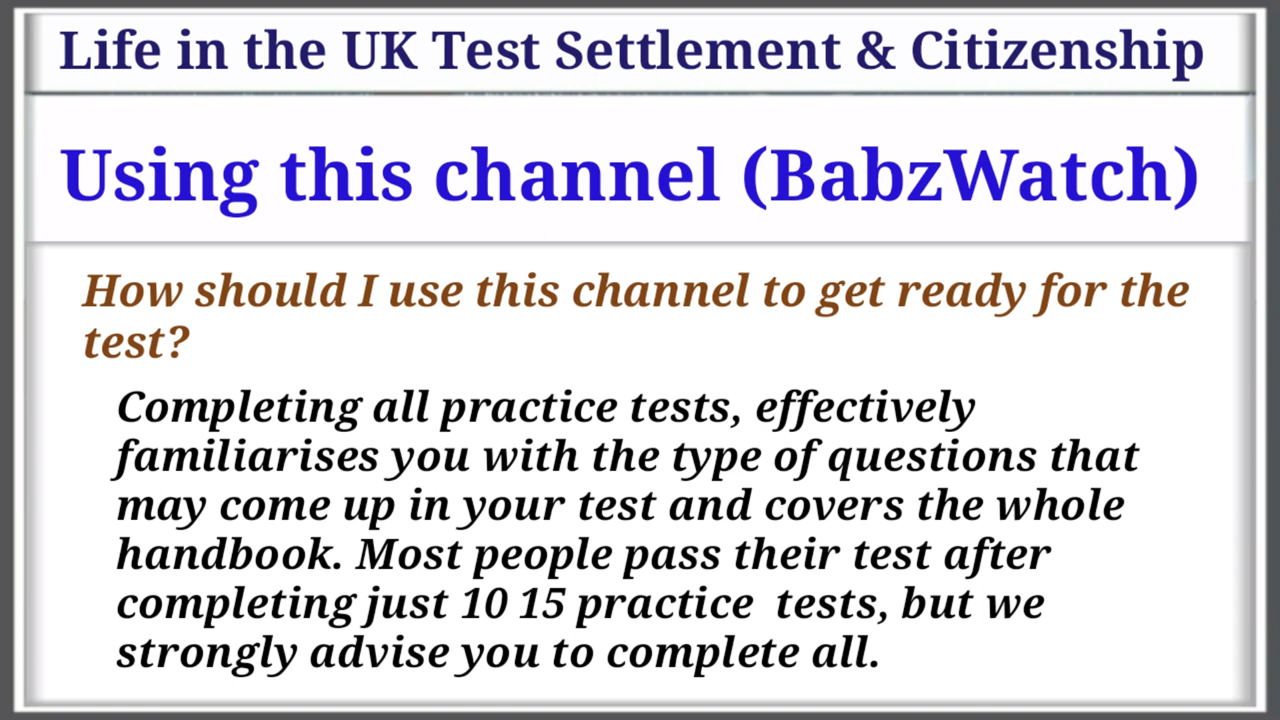 Life in the UK Test Settlement & Citizenship
Using this channel (BabzWatch)
How should I use this channel to get ready for the
test?
Completing all practice tests, effectively
familiarises you with the type of questions that
may come up in your test and covers the whole
handbook. Most people pass their test after
completing just 10 15 practice  tests, but we
strongly advise you to complete all.